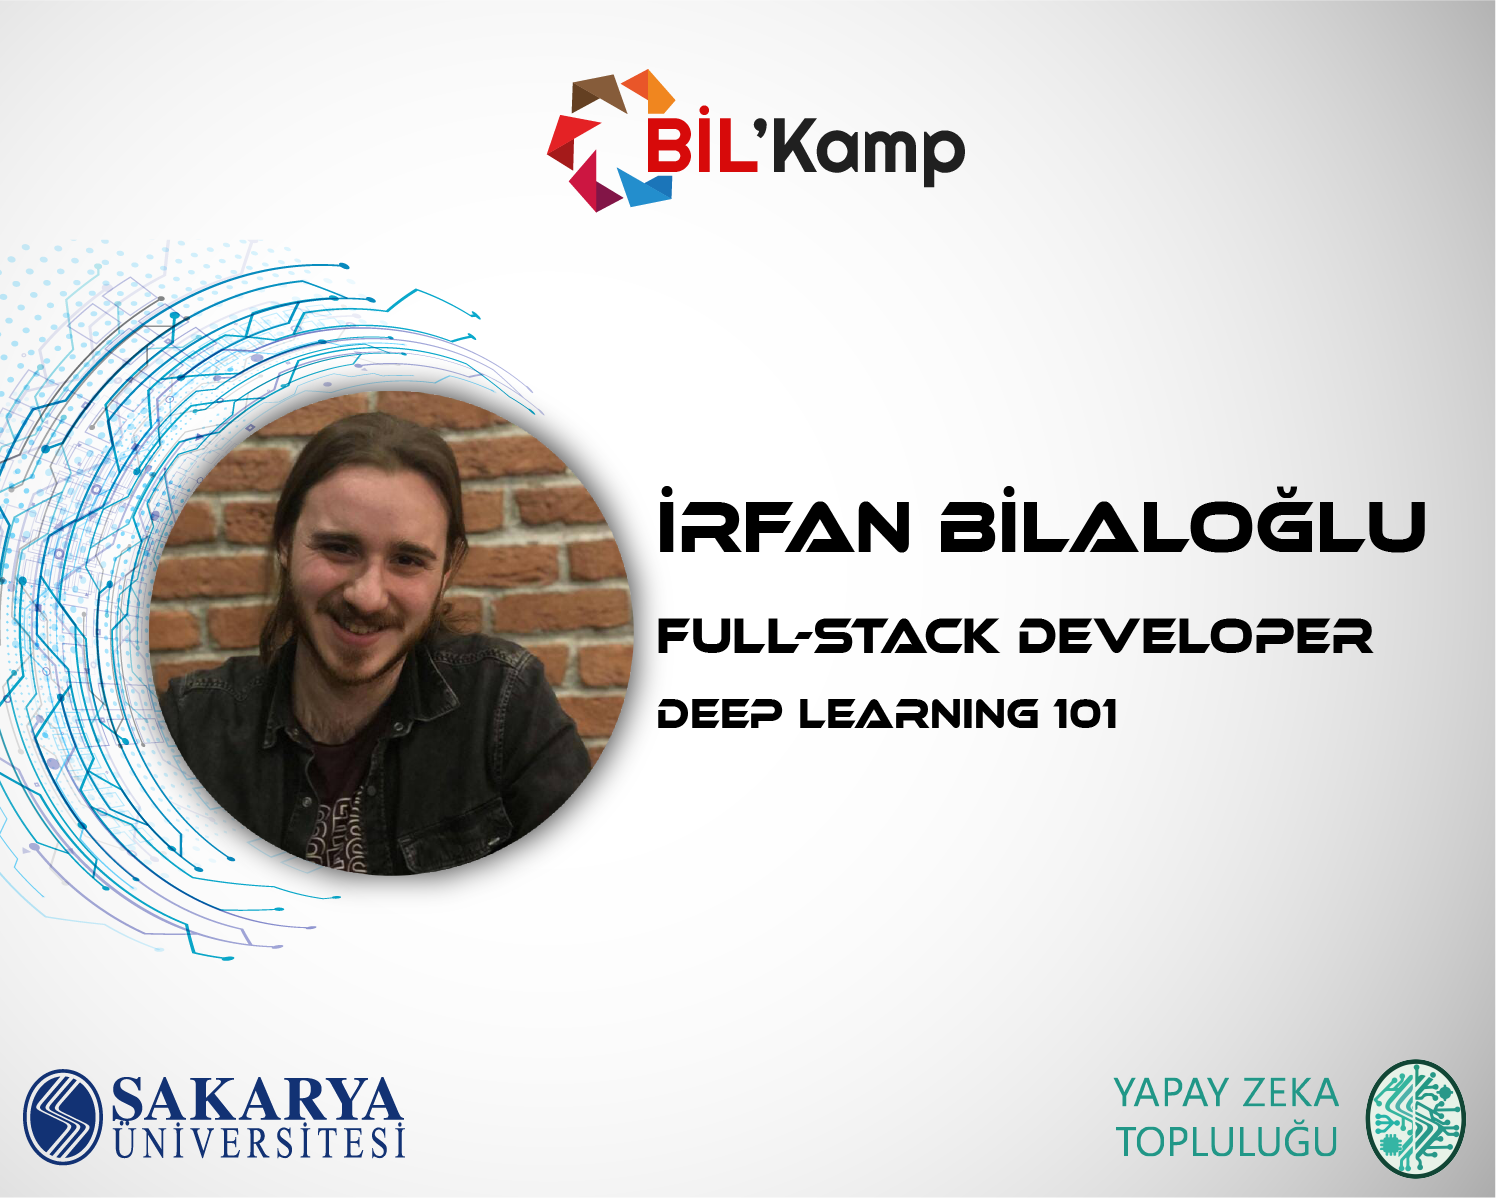 BİL'Kamp
İRFAN BİLALOĞLU
FULL-STACK DEVELOPER
DEEP LEARNING 101
SAKARYA
ÜNİVERSİTESİ
YAPAY ZEKA
TOPLULUĞU